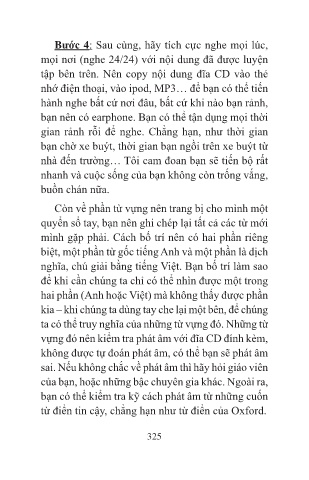 Bước 4: Sau cùng, hãy tích cực nghe mọi lúc,
mọi nơi (nghe 24/24) với nội dung đã được luyện
tập bên trên. Nên copy nội dung đĩa CD vào thẻ
nhớ điện thoại, vào ipod, MP3… để bạn có thể tiến
hành nghe bất cứ nơi đâu, bất cứ khi nào bạn rảnh,
bạn nên có earphone. Bạn có thể tận dụng mọi thời
gian rảnh rỗi để nghe. Chẳng hạn, như thời gian
bạn chờ xe buýt, thời gian bạn ngồi trên xe buýt từ
nhà đến trường… Tôi cam đoan bạn sẽ tiến bộ rất
nhanh và cuộc sống của bạn không còn trống vắng,
buồn chán nữa.
Còn về phần từ vựng nên trang bị cho mình một
quyển sổ tay, bạn nên ghi chép lại tất cả các từ mới
mình gặp phải. Cách bố trí nên có hai phần riêng
biệt, một phần từ gốc tiếng Anh và một phần là dịch
nghĩa, chú giải bằng tiếng Việt. Bạn bố trí làm sao
để khi cần chúng ta chỉ có thể nhìn được một trong
hai phần (Anh hoặc Việt) mà không thấy được phần
kia – khi chúng ta dùng tay che lại một bên, để chúng
ta có thể truy nghĩa của những từ vựng đó. Những từ
vựng đó nên kiểm tra phát âm với đĩa CD đính kèm,
không được tự đoán phát âm, có thể bạn sẽ phát âm
sai. Nếu không chắc về phát âm thì hãy hỏi giáo viên
của bạn, hoặc những bậc chuyên gia khác. Ngoài ra,
bạn có thể kiểm tra kỹ cách phát âm từ những cuốn
từ điển tin cậy, chẳng hạn như từ điển của Oxford.
325